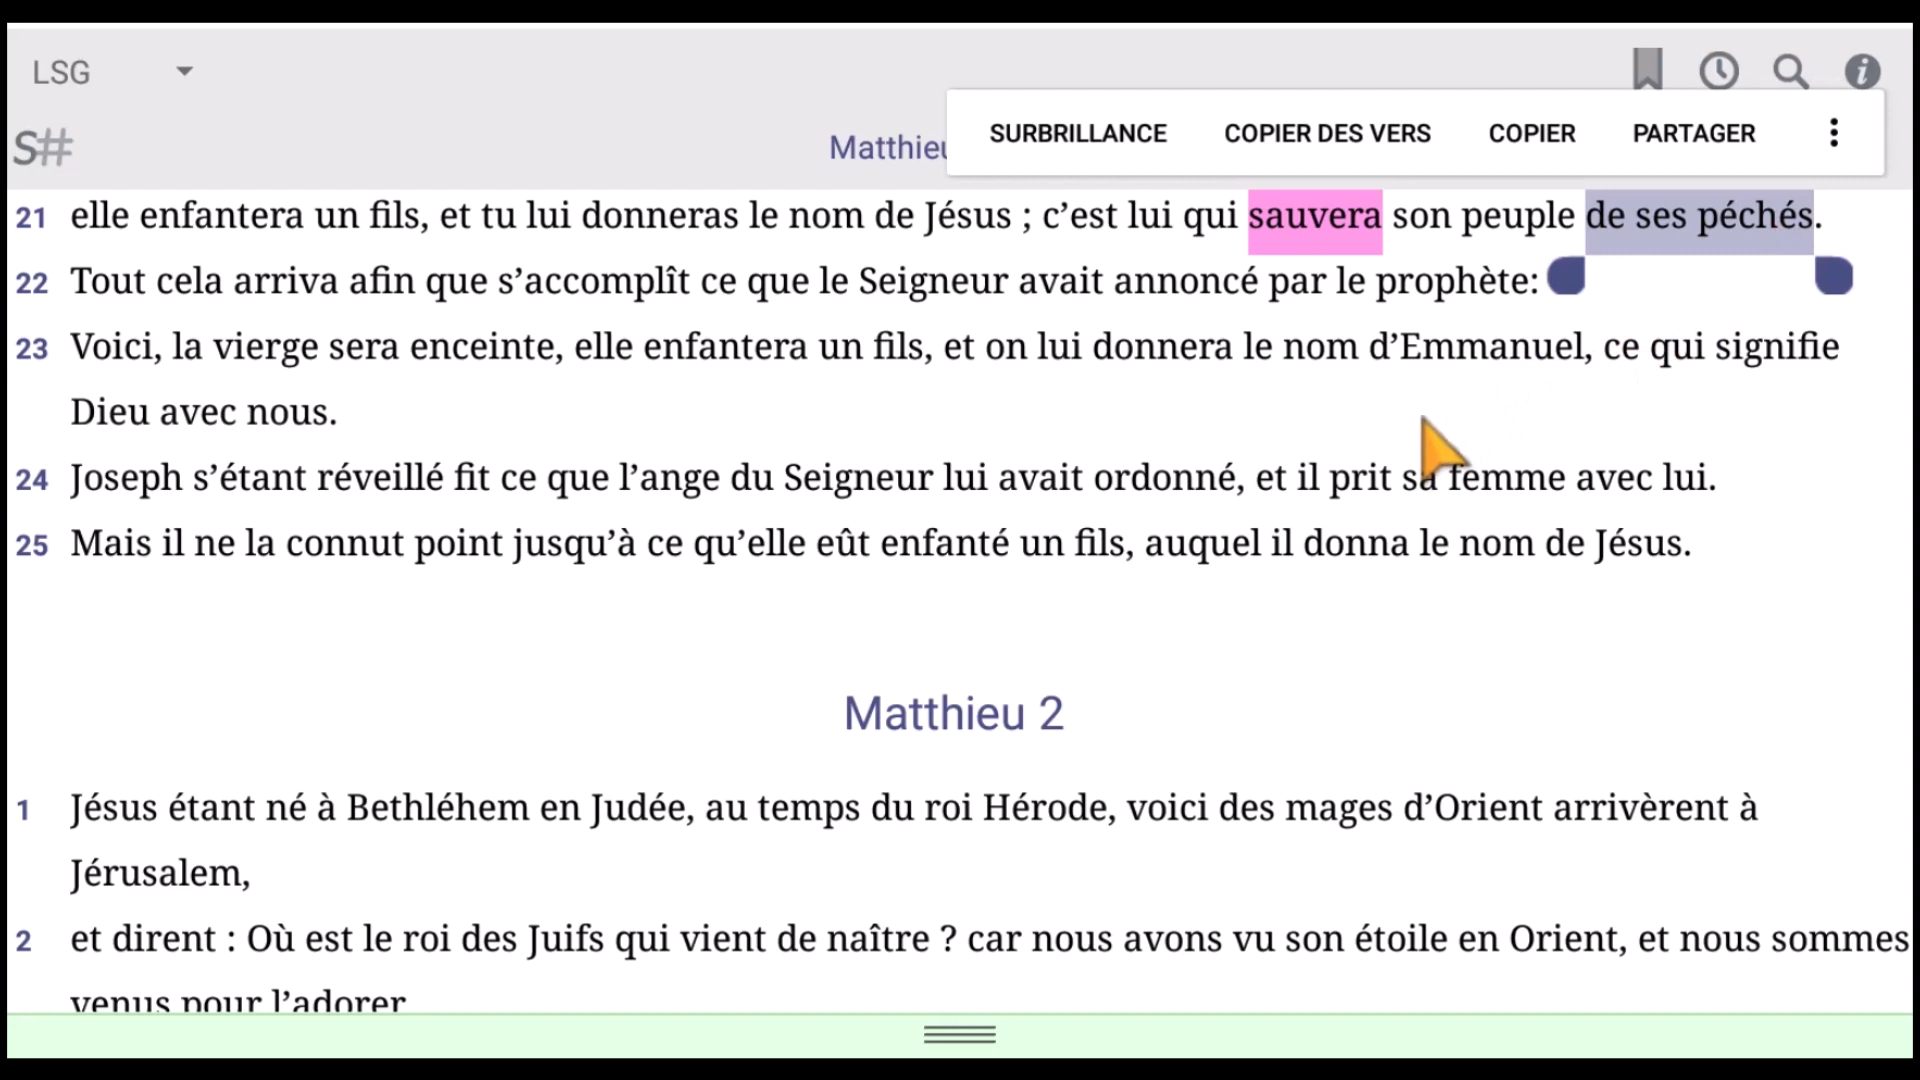 LSG
S#
Matthieu
SURBRILLANCE COPIER DES VERS COPIER PARTAGER
21 elle enfantera un fils, et tu lui donneras le nom de Jésus ; c’est lui qui sauvera son peuple de ses péchés.
22 Tout cela arriva afin que s’accomplît ce que le Seigneur avait annoncé par le prophète:
23 Voici, la vierge sera enceinte, elle enfantera un fils, et on lui donnera le nom d’Emmanuel, ce qui signifie
Dieu avec nous.
24 Joseph s’étant réveillé fit ce que l’ange du Seigneur lui avait ordonné, et il prit sa femme avec lui.
25 Mais il ne la connut point jusqu’à ce qu’elle eût enfanté un fils, auquel il donna le nom de Jésus.
Matthieu 2
1 Jésus étant né à Bethléhem en Judée, au temps du roi Hérode, voici des mages d’Orient arrivèrent à
Jérusalem,
2 et dirent : Où est le roi des Juifs qui vient de naître ? car nous avons vu son étoile en Orient, et nous sommes
venus pour l’adorer